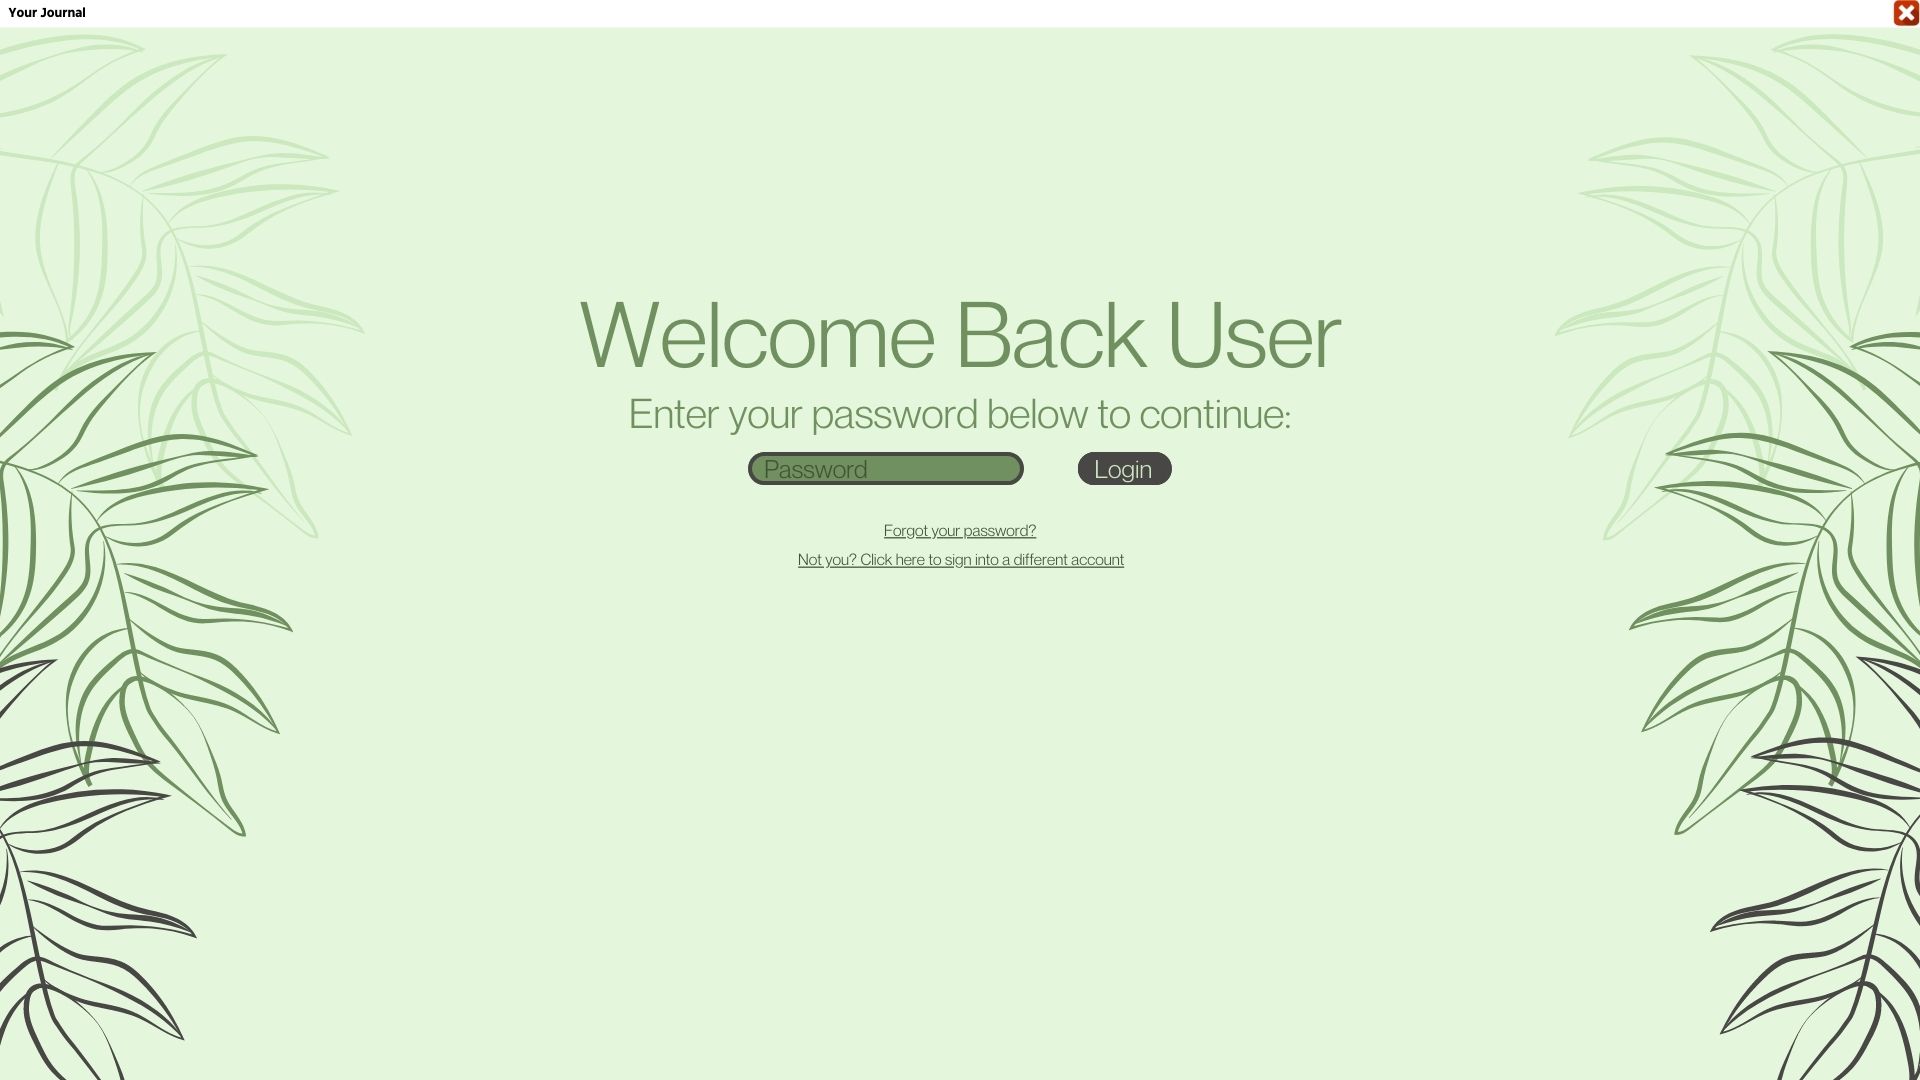 Your Journal
Welcome Back User
Enter your password below to continue:
Password
Login
Forgot your password?
Not you? Click here to sign into a different account